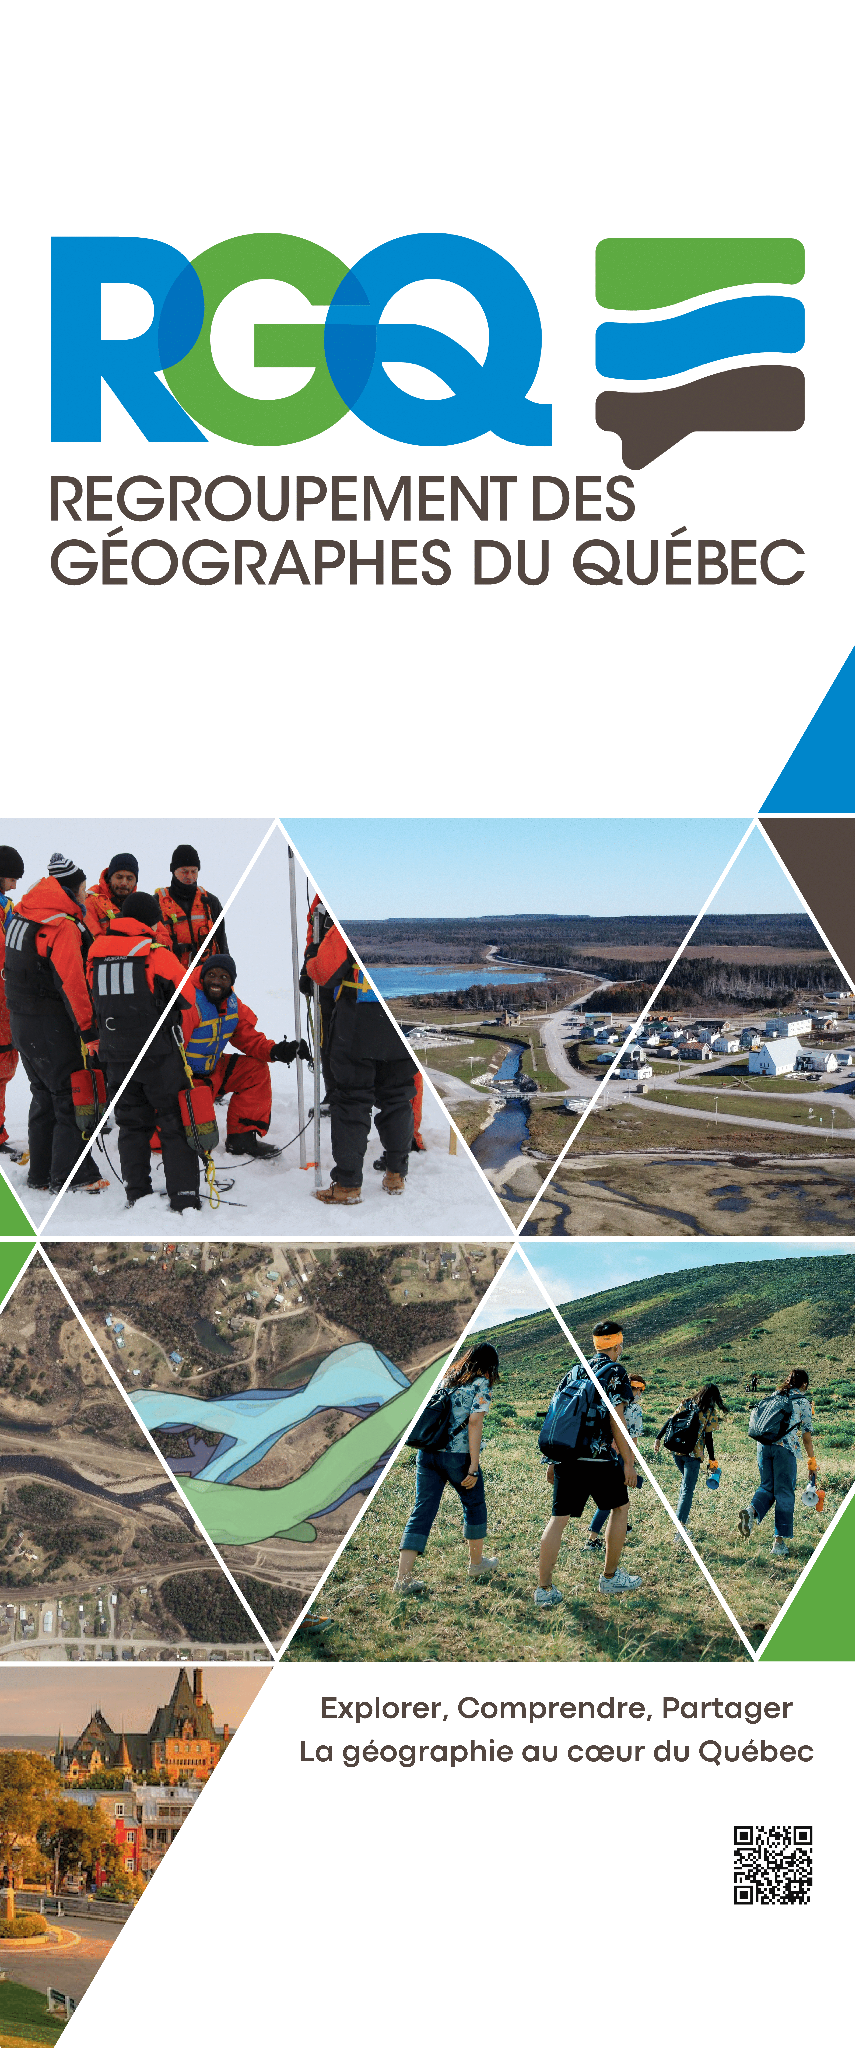 RGQ
REGROUPEMENT DES
GÉOGRAPHES DU QUÉBEC
Explorer, Comprendre, Partager
La géographie au cœur du Québec